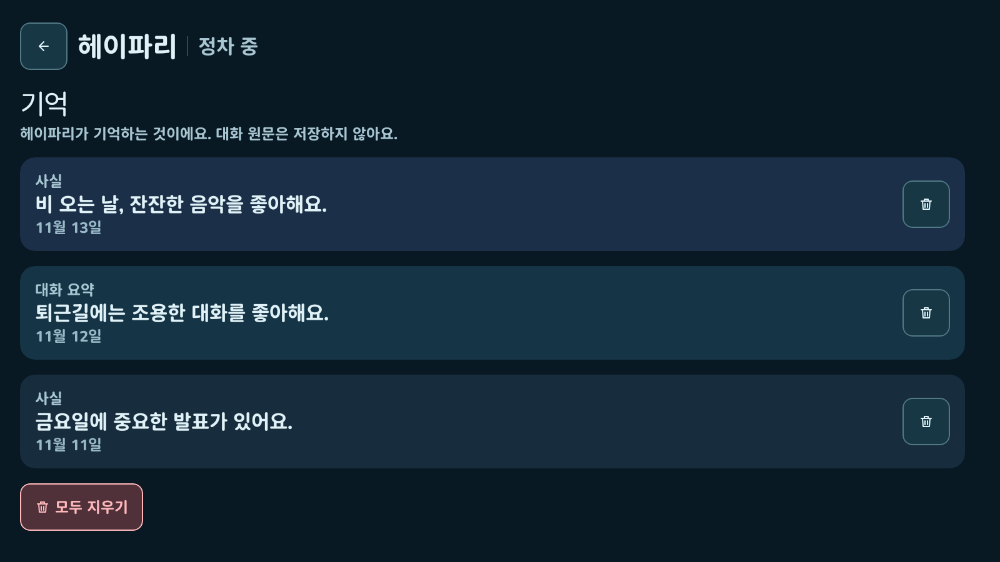 헤이파리
정차 중
기억
헤이파리가 기억하는 것이에요. 대화 원문은 저장하지 않아요.
사실
비 오는 날, 잔잔한 음악을 좋아해요.
11월 13일
대화 요약
퇴근길에는 조용한 대화를 좋아해요.
11월 12일
사실
금요일에 중요한 발표가 있어요.
11월 11일
모두 지우기